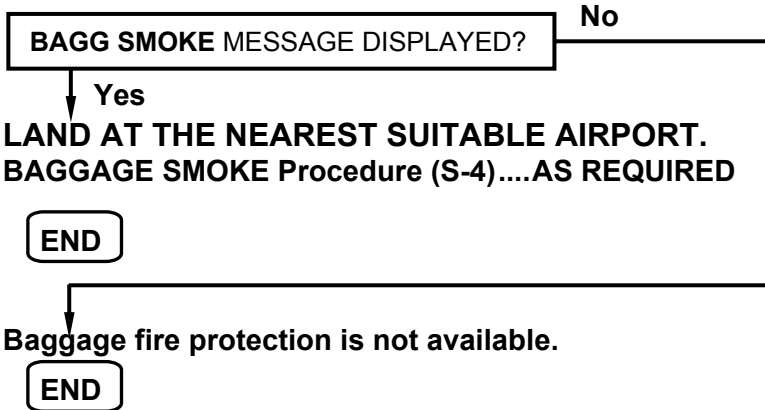 No
BAGG SMOKE MESSAGE DISPLAYED?
Yes
LAND AT THE NEAREST SUITABLE AIRPORT.
BAGGAGE SMOKE Procedure (S-4)....AS REQUIRED
END
Baggage fire protection is not available.
END